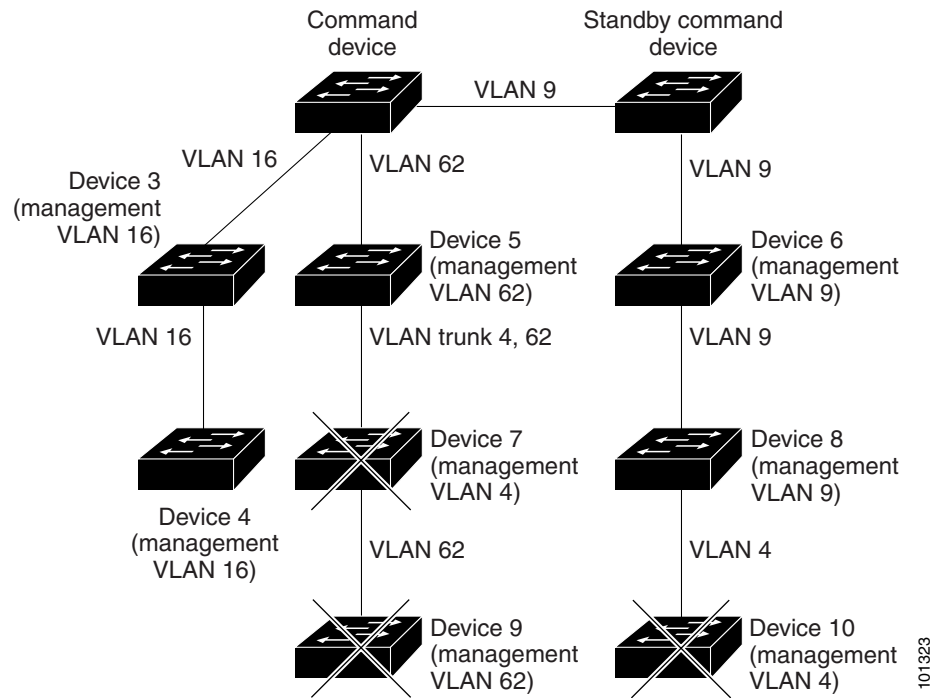 Command
device
Standby command
device
VLAN 9
VLAN 16
VLAN 62
VLAN 9
Device 3
(management
VLAN 16)
Device 5
(management
VLAN 62)
Device 6
(management
VLAN 9)
VLAN 16
VLAN trunk 4, 62
VLAN 9
Device 7
(management
VLAN 4)
Device 8
(management
VLAN 9)
Device 4
(management
VLAN 16)
VLAN 62
VLAN 4
Device 9
(management
VLAN 62)
Device 10
(management
VLAN 4)
101323